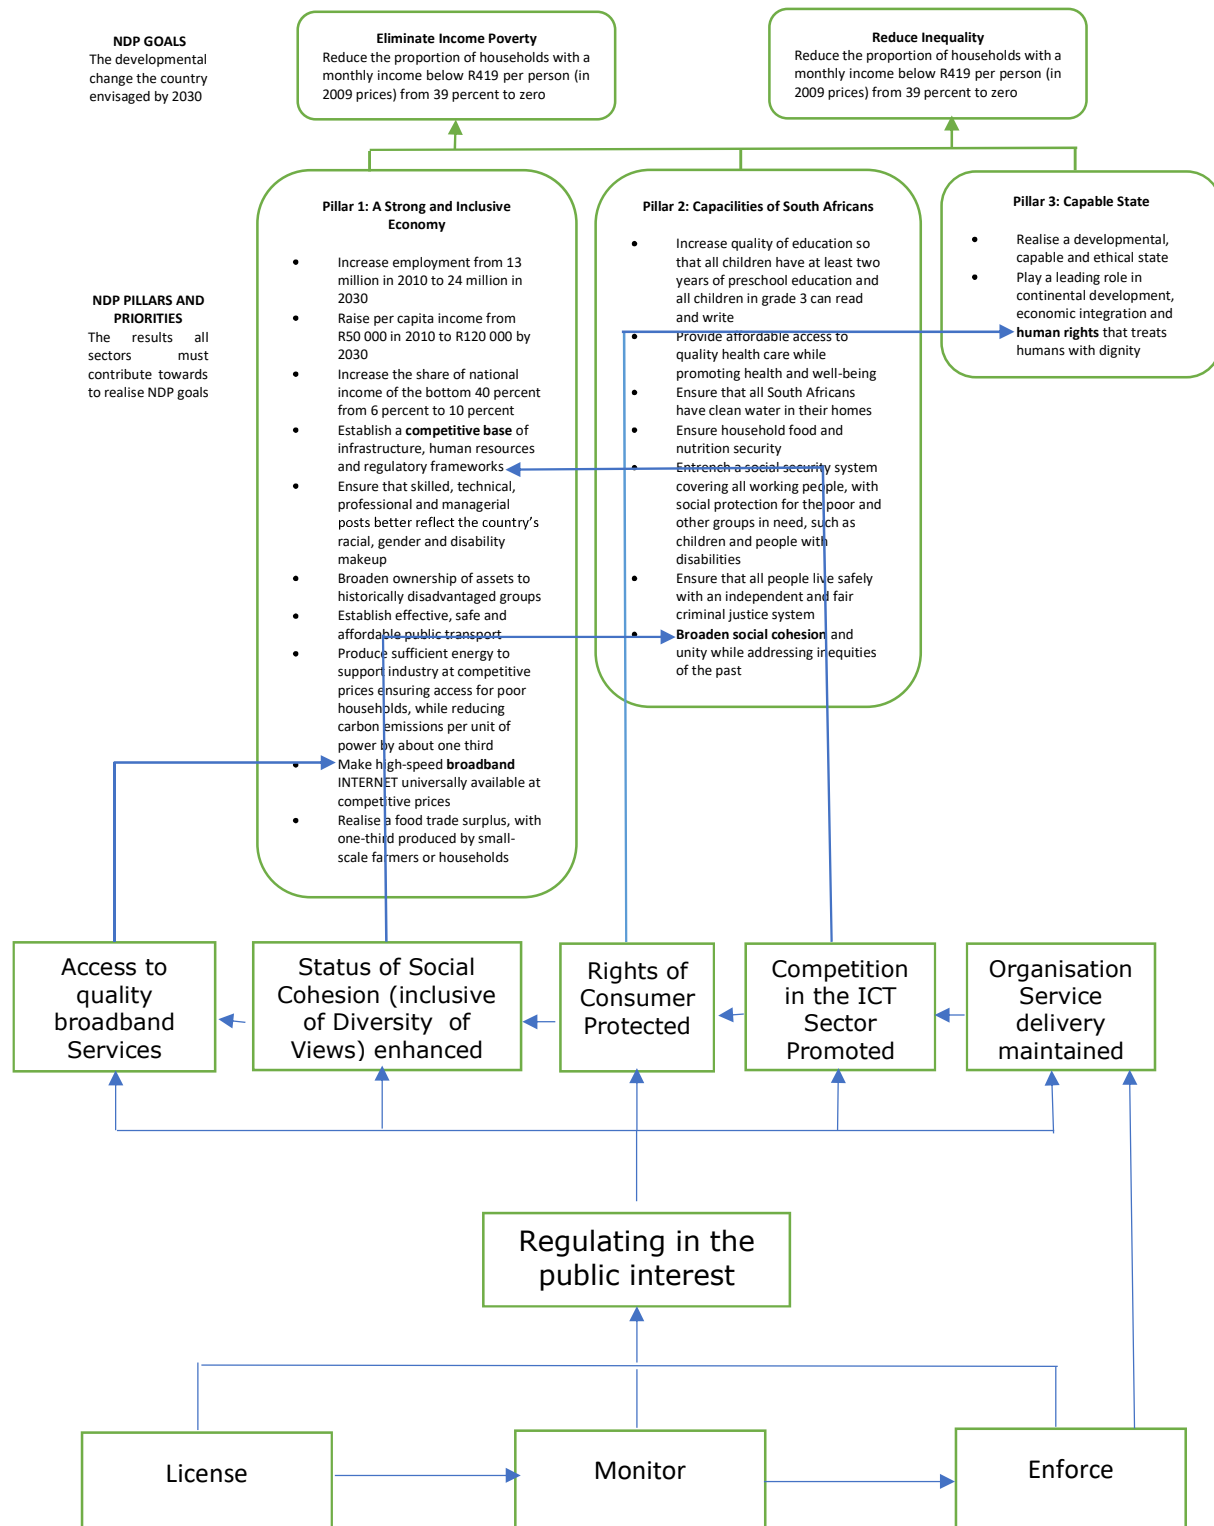 NDP GOALS
The developmental
change the country
envisaged by 2030
Eliminate Income Poverty
Reduce the proportion of households with a
monthly income below R419 per person (in
2009 prices) from 39 percent to zero
Reduce Inequality
Reduce the proportion of households with a
monthly income below R419 per person (in
2009 prices) from 39 percent to zero
NDP PILLARS AND
PRIORITIES
The results all
sectors must
contribute towards
to realise NDP goals
Pillar 1: A Strong and Inclusive
Economy
• Increase employment from 13
million in 2010 to 24 million in
2030
• Raise per capita income from
R50 000 in 2010 to R120 000 by
2030
• Increase the share of national
income of the bottom 40 percent
from 6 percent to 10 percent
• Establish a competitive base of
infrastructure, human resources
and regulatory frameworks
• Ensure that skilled, technical,
professional and managerial
posts better reflect the country's
racial, gender and disability
makeup
• Broaden ownership of assets to
historically disadvantaged groups
• Establish effective, safe and
affordable public transport
• Produce sufficient energy to
support industry at competitive
prices ensuring access for poor
households, while reducing
carbon emissions per unit of
power by about one third
• Make high-speed broadband
INTERNET universally available at
competitive prices
• Realise a food trade surplus, with
one-third produced by small-
scale farmers or households
Pillar 2: Capacilities of South Africans
• Increase quality of education so
that all children have at least two
years of preschool education and
all children in grade 3 can read
and write
• Provide affordable access to
quality health care while
promoting health and well-being
• Ensure that all South Africans
have clean water in their homes
• Ensure household food and
nutrition security
• Entrench a social security system
covering all working people, with
social protection for the poor and
other groups in need, such as
children and people with
disabilities
• Ensure that all people live safely
with an independent and fair
criminal justice system
• Broaden social cohesion and
unity while addressing inequities
of the past
Pillar 3: Capable State
• Realise a developmental,
capable and ethical state
• Play a leading role in
continental development,
economic integration and
human rights that treats
humans with dignity
Access to
quality
broadband
Services
Status of Social
Cohesion (inclusive
of Diversity of
Views) enhanced
Rights of
Consumer
Protected
Competition
in the ICT
Sector
Promoted
Organisation
Service
delivery
maintained
Regulating in the
public interest
License
Monitor
Enforce